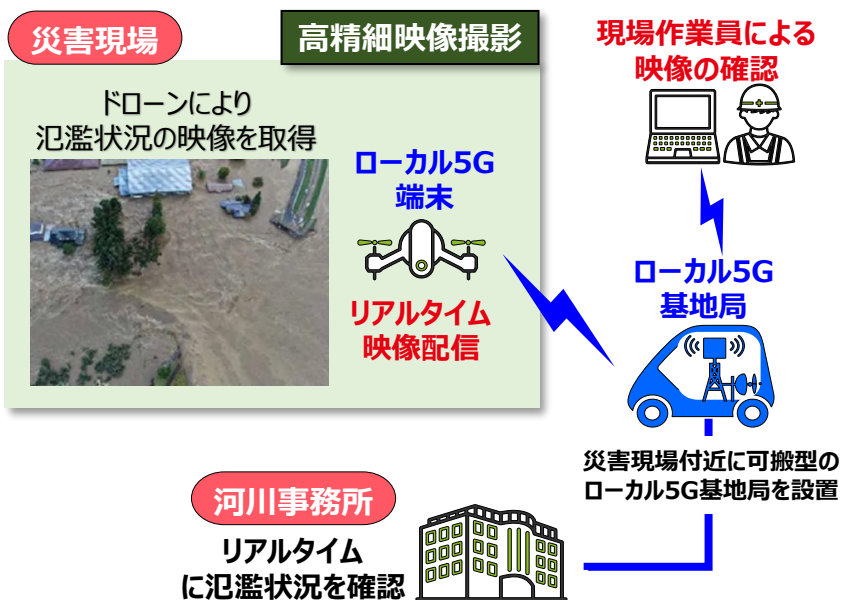 災害現場
高精細映像撮影
ドローンにより
氾濫状況の映像を取得
ローカル5G
端末
リアルタイム
映像配信
現場作業員による
映像の確認
ローカル5G
基地局
災害現場付近に可搬型の
ローカル5G基地局を設置
河川事務所
リアルタイム
に氾濫状況を確認